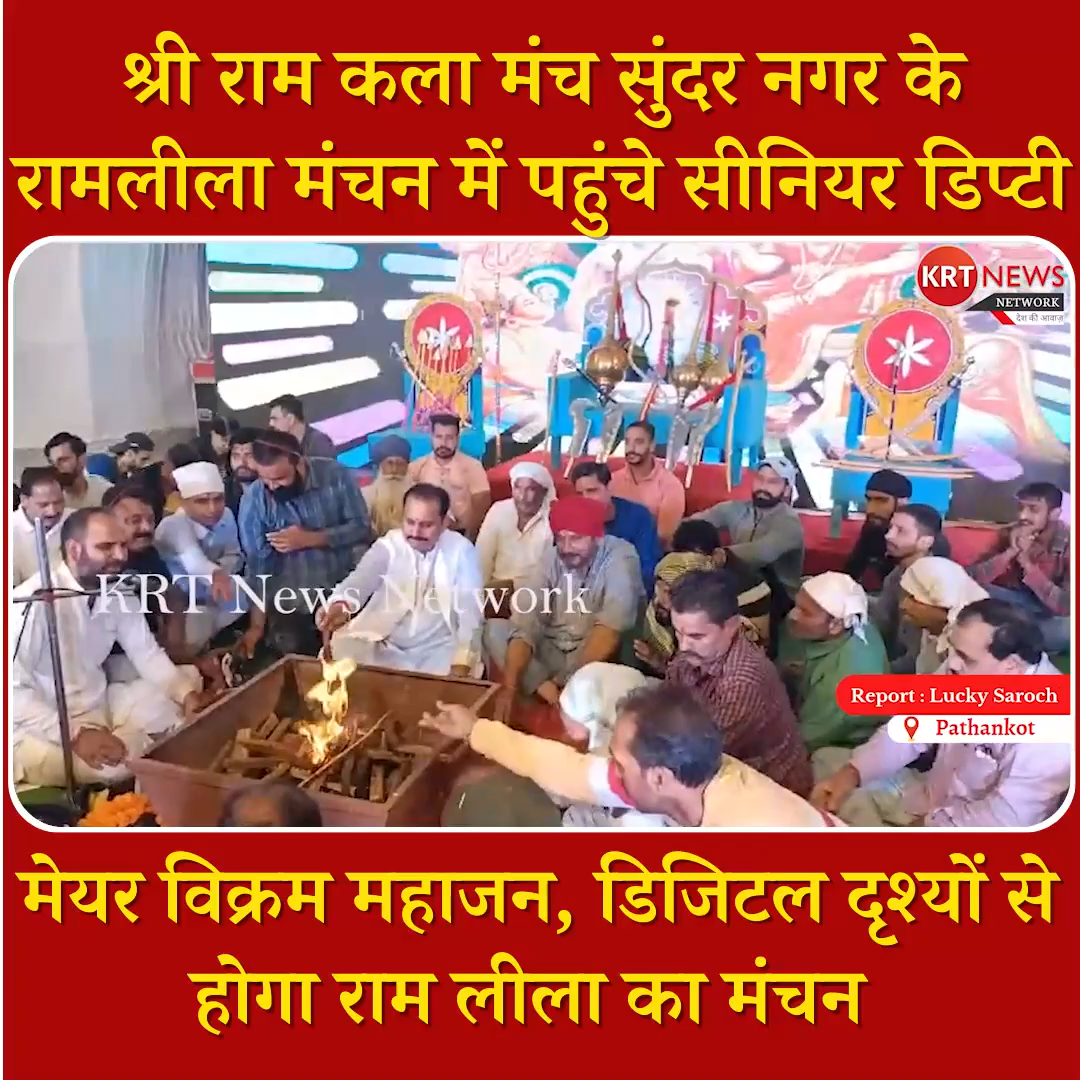 श्री राम कला मंच सुंदर नगर के
रामलीला मंचन में पहुंचे सीनियर डिप्टी
KRT NEWS
NETWORK
देश की आवाज़
KRT News Network
Report : Lucky Saroch
Pathankot
मेयर विक्रम महाजन, डिजिटल दृश्यों से
होगा राम लीला का मंचन